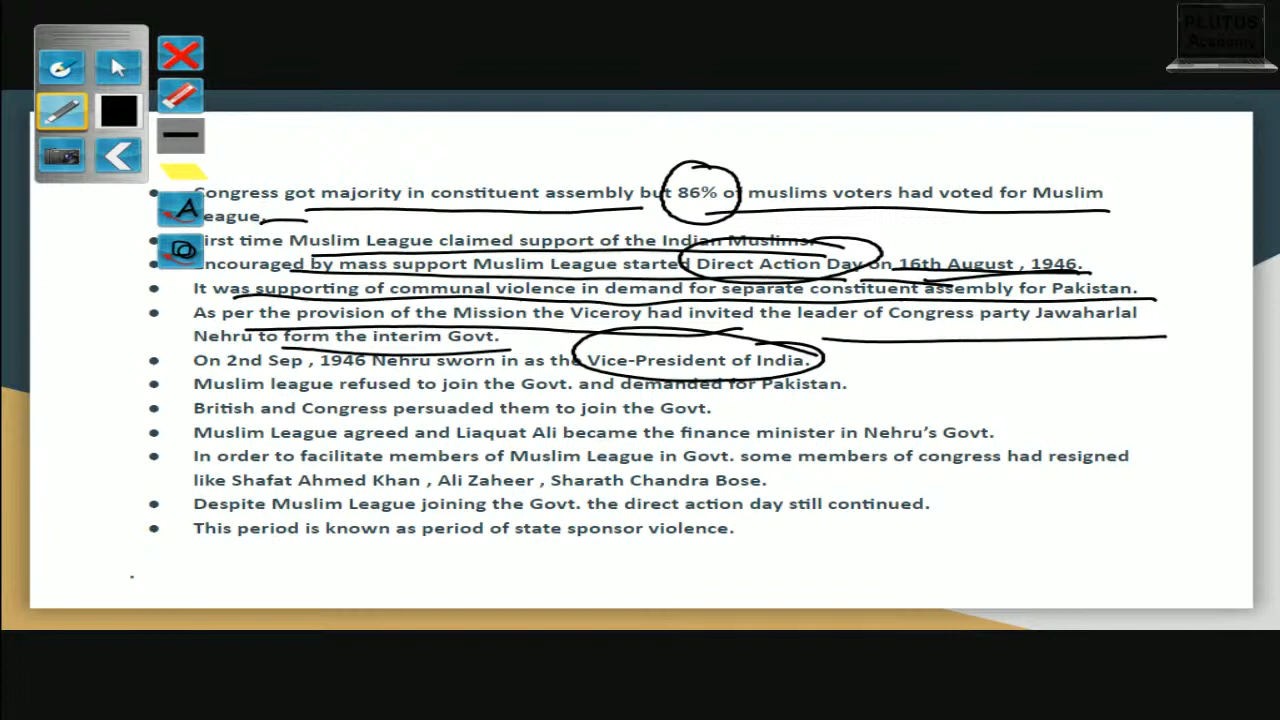 PLUTUS
Academy
Congress got majority in constituent assembly but 86% of muslims voters had voted for Muslim
League.
First time Muslim League claimed support of the Indian Muslims.
Encouraged by mass support Muslim League started Direct Action Day on 16th August , 1946.
It was supporting of communal violence in demand for separate constituent assembly for Pakistan.
As per the provision of the Mission the Viceroy had invited the leader of Congress party Jawaharlal
Nehru to form the interim Govt.
On 2nd Sep , 1946 Nehru sworn in as the Vice-President of India.
Muslim league refused to join the Govt. and demanded for Pakistan.
British and Congress persuaded them to join the Govt.
Muslim League agreed and Liaquat Ali became the finance minister in Nehru's Govt.
In order to facilitate members of Muslim League in Govt. some members of congress had resigned
like Shafat Ahmed Khan , Ali Zaheer , Sharath Chandra Bose.
Despite Muslim League joining the Govt. the direct action day still continued.
This period is known as period of state sponsor violence.